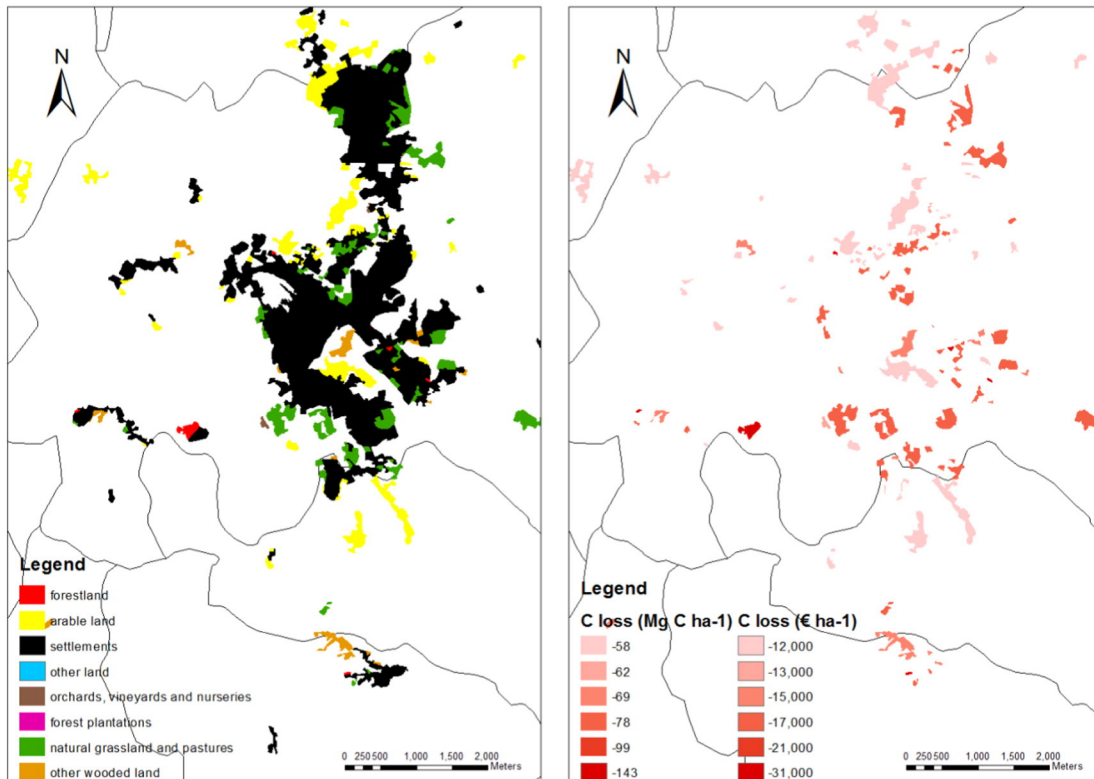 N
Legend
forestland
arable land
settlements
other land
orchards, vineyards and nurseries
forest plantations
natural grassland and pastures
other wooded land
0 250 500 1,000 1,500 2,000
Meters
N
Legend
C loss (Mg C ha-1) C loss (€ ha-1)
-58 -12,000
-62 -13,000
-69 -15,000
-78 -17,000
-99 -21,000
-143 -31,000
0 250 500 1,000 1,500 2,000
Meters